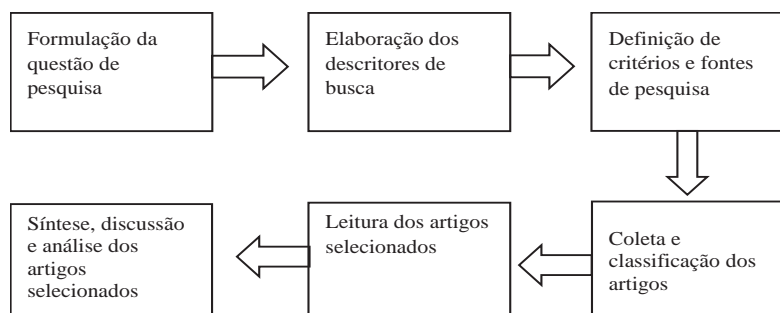 Formulação da
questão de
pesquisa
Elaboração dos
descritores de
busca
Definição de
critérios e fontes
de pesquisa
Coleta e
classificação dos
artigos
Leitura dos artigos
selecionados
Síntese, discussão
e análise dos
artigos
selecionados